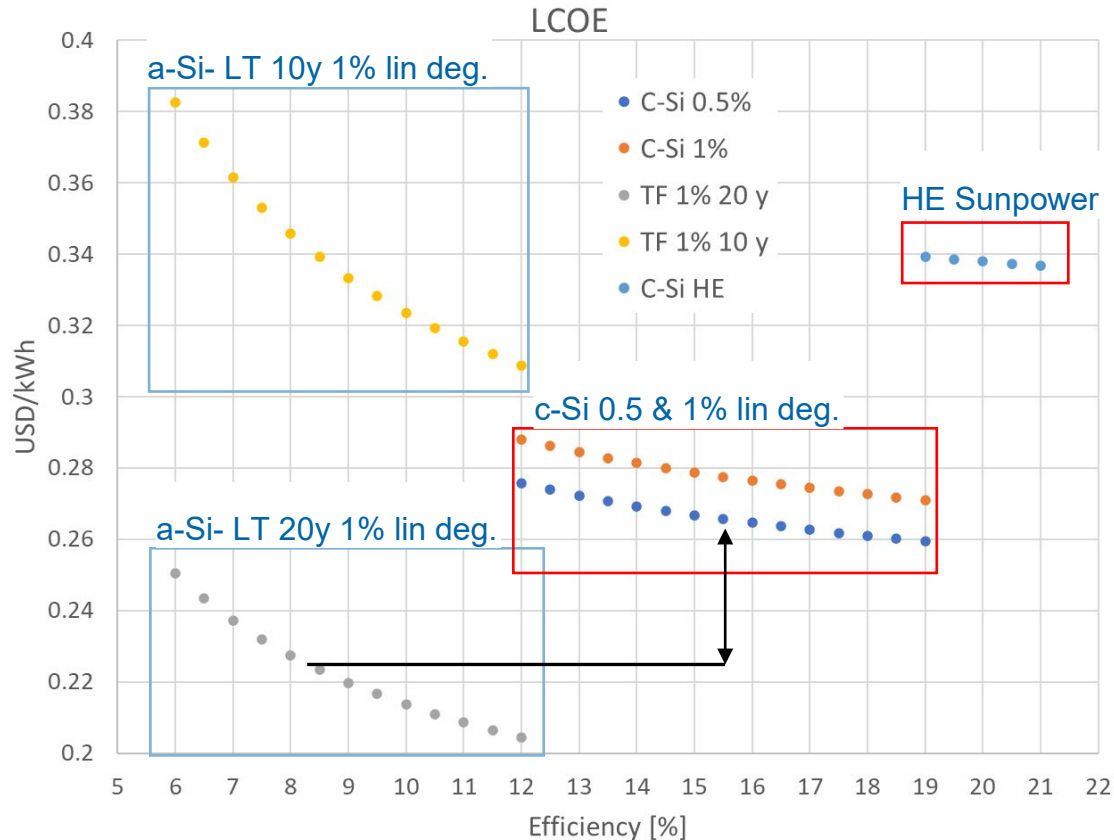 LCOE
0.4
a-Si- LT 10y 1% lin deg.
0.38
0.36
0.34
0.32
0.3
0.28
0.26
0.24
0.22
0.2
USD/kWh
C-Si 0.5%
C-Si 1%
TF 1% 20 y
TF 1% 10 y
C-Si HE
HE Sunpower
c-Si 0.5 & 1% lin deg.
a-Si- LT 20y 1% lin deg.
5 6 7 8 9 10 11 12 13 14 15 16 17 18 19 20 21 22
Efficiency [%]